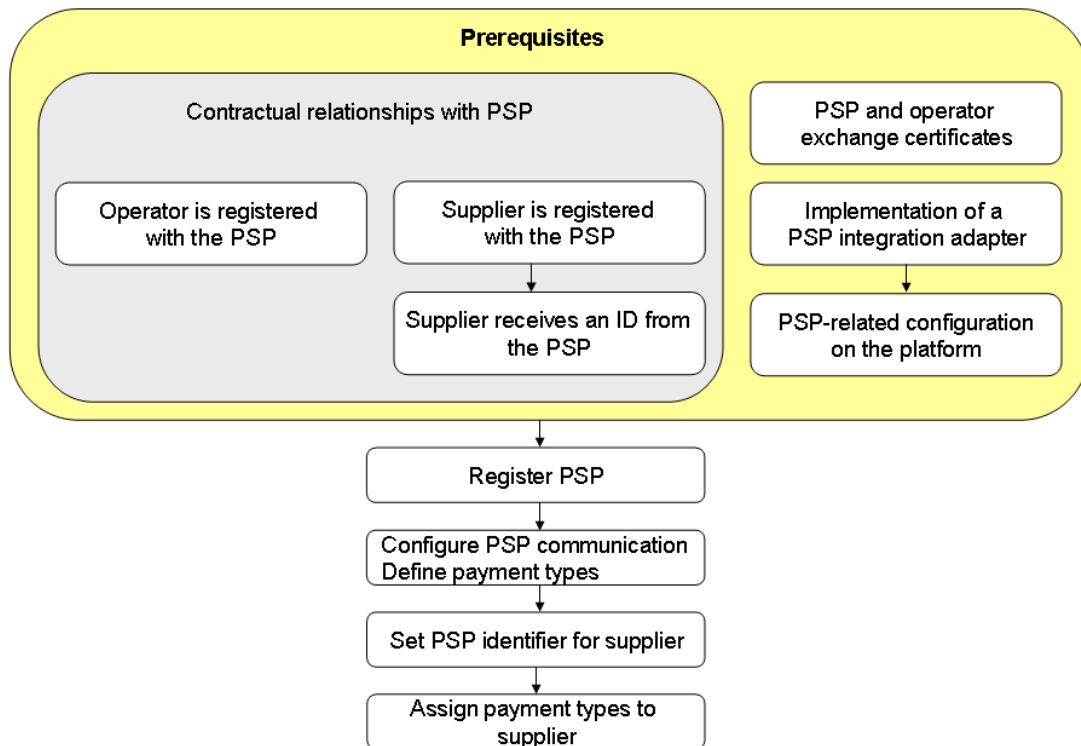 Prerequisites
Contractual relationships with PSP
Operator is registered
with the PSP
Supplier is registered
with the PSP
Supplier receives an ID from
the PSP
PSP and operator
exchange certificates
Implementation of a
PSP integration adapter
PSP-related configuration
on the platform
Register PSP
Configure PSP communication
Define payment types
Set PSP identifier for supplier
Assign payment types to
supplier